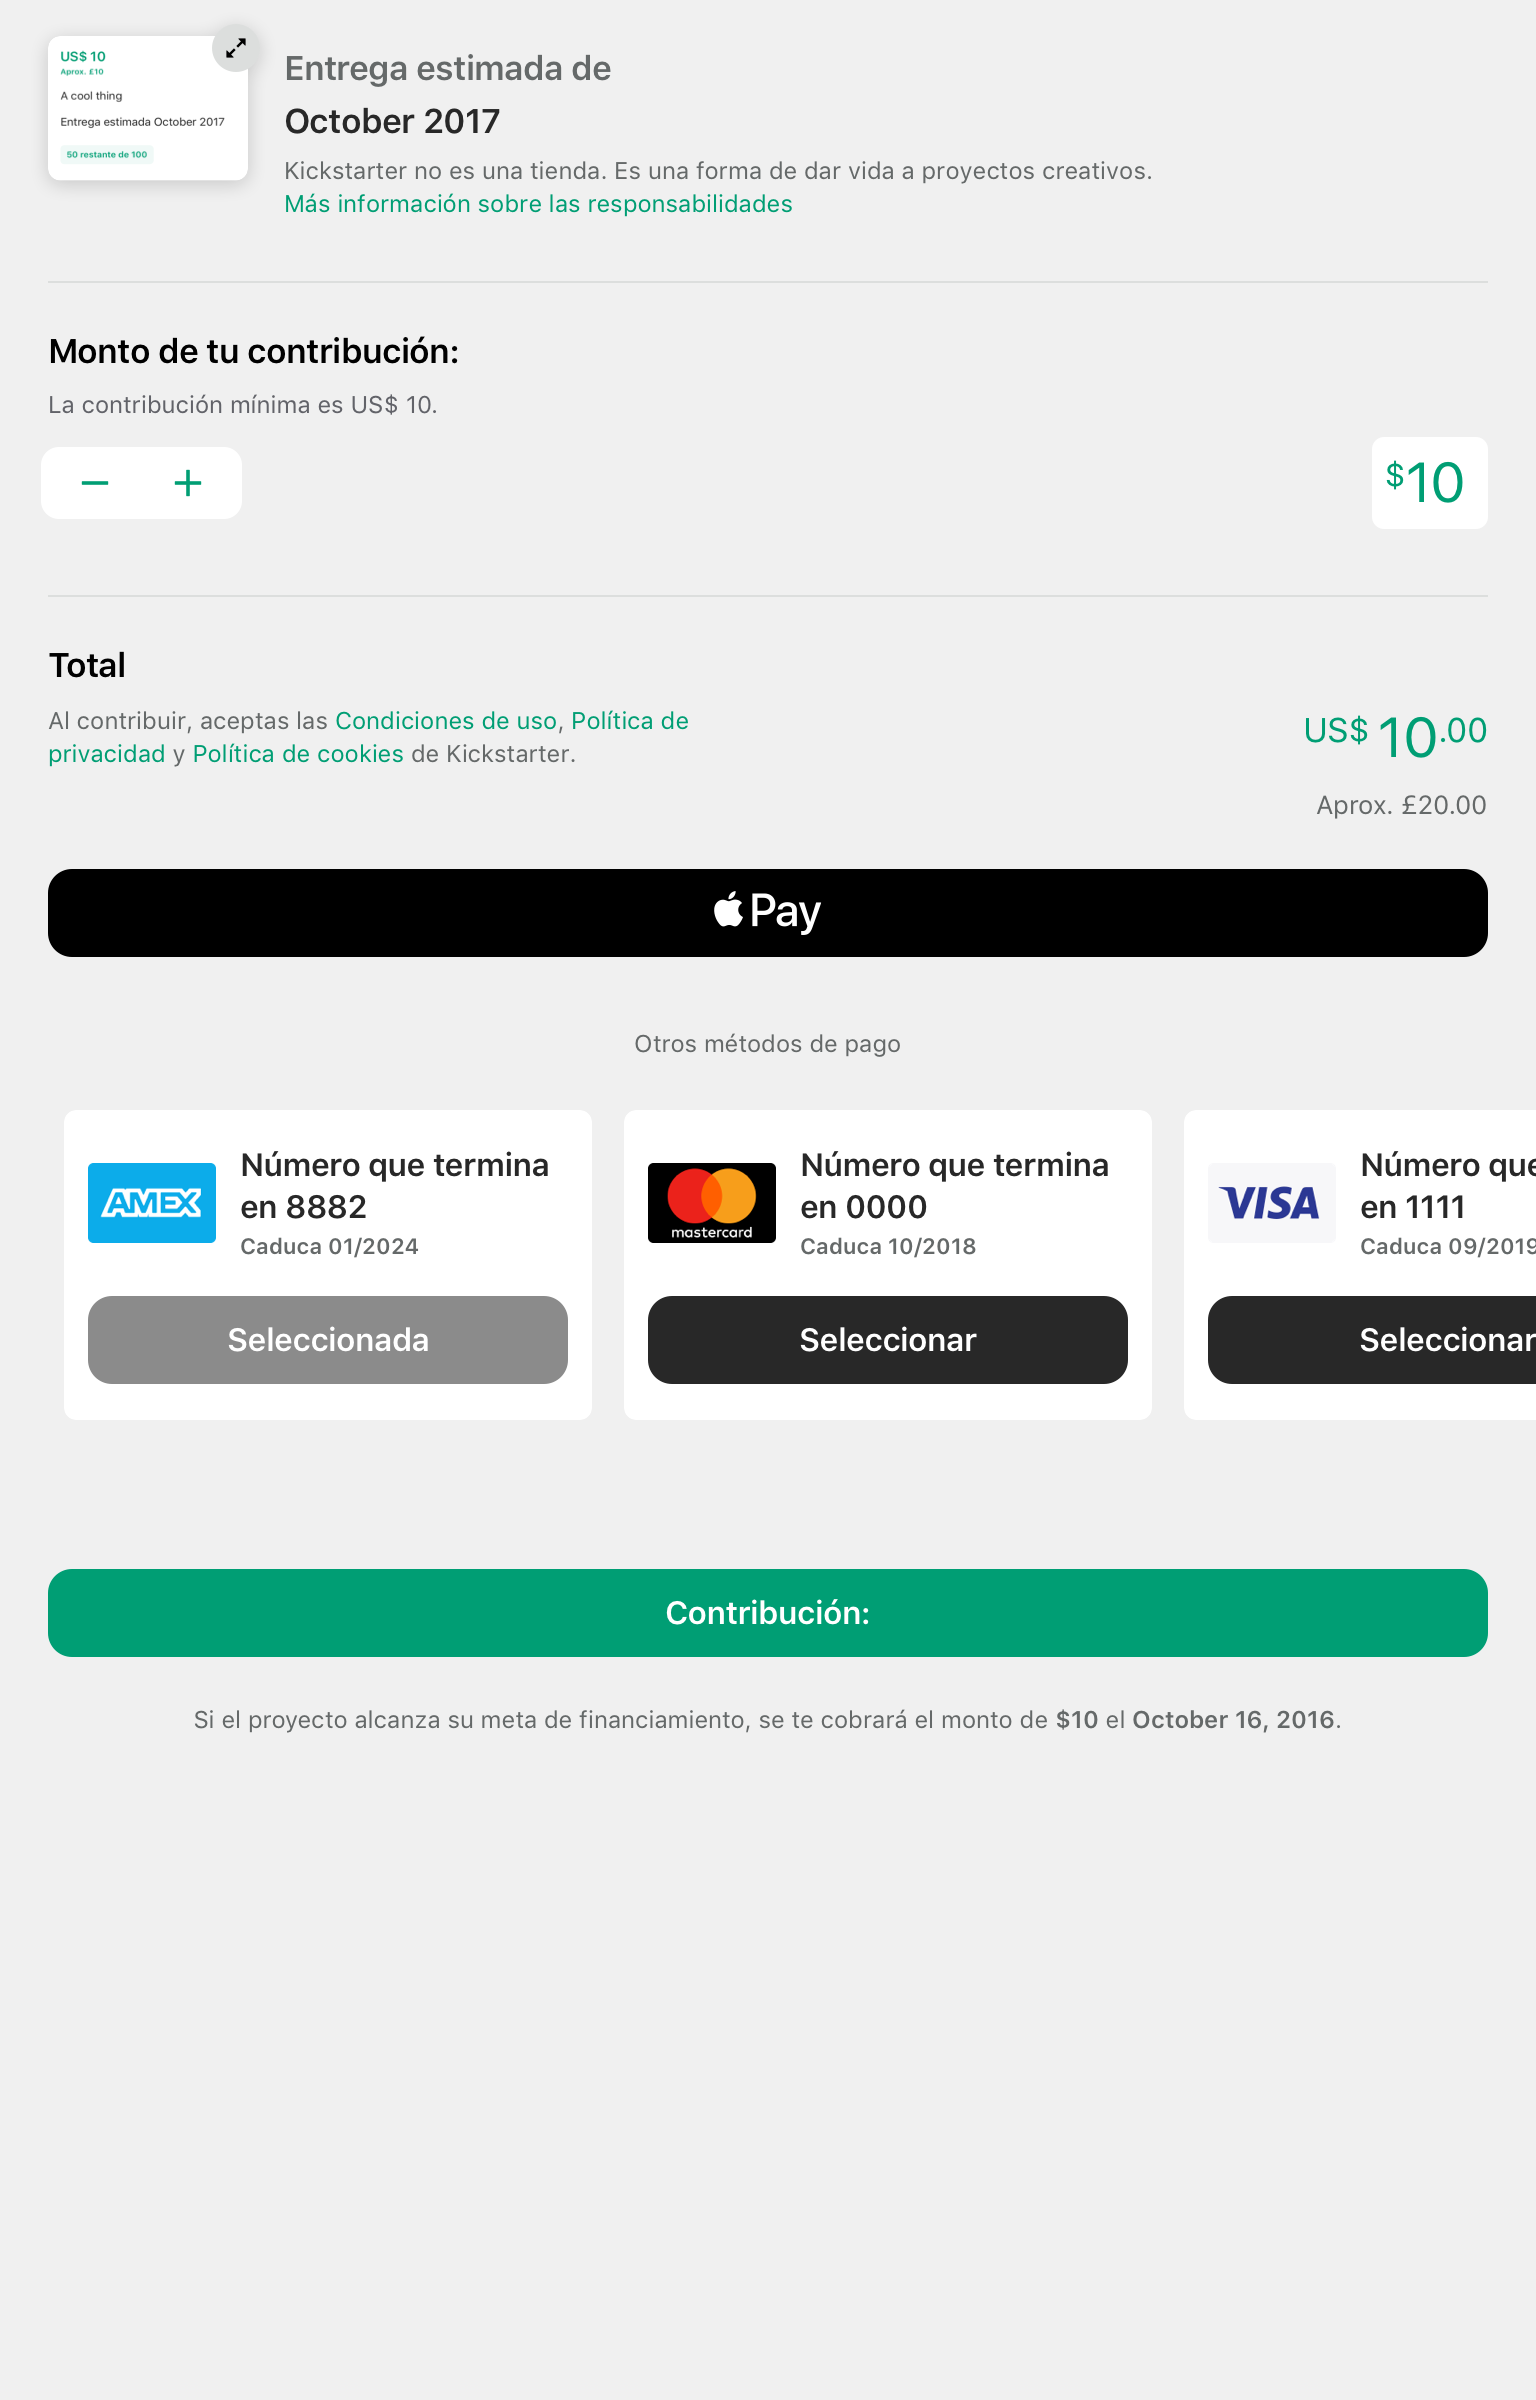 US$ 10
Aprox. £10
A cool thing
Entrega estimada October 2017
50 restante de 100
Entrega estimada de
October 2017
Kickstarter no es una tienda. Es una forma de dar vida a proyectos creativos.
Más información sobre las responsabilidades
Monto de tu contribución:
La contribución mínima es US$ 10.
$10
Total
Al contribuir, aceptas las Condiciones de uso, Política de
privacidad y Política de cookies de Kickstarter.
US$ 10.00
Aprox. £20.00
Pay
Otros métodos de pago
AMEX
Número que termina
en 8882
Caduca 01/2024
Seleccionada
mastercard
Número que termina
en 0000
Caduca 10/2018
Seleccionar
VISA
Número que
en 1111
Caduca 09/2019
Seleccionar
Contribución:
Si el proyecto alcanza su meta de financiamiento, se te cobrará el monto de $10 el October 16, 2016.